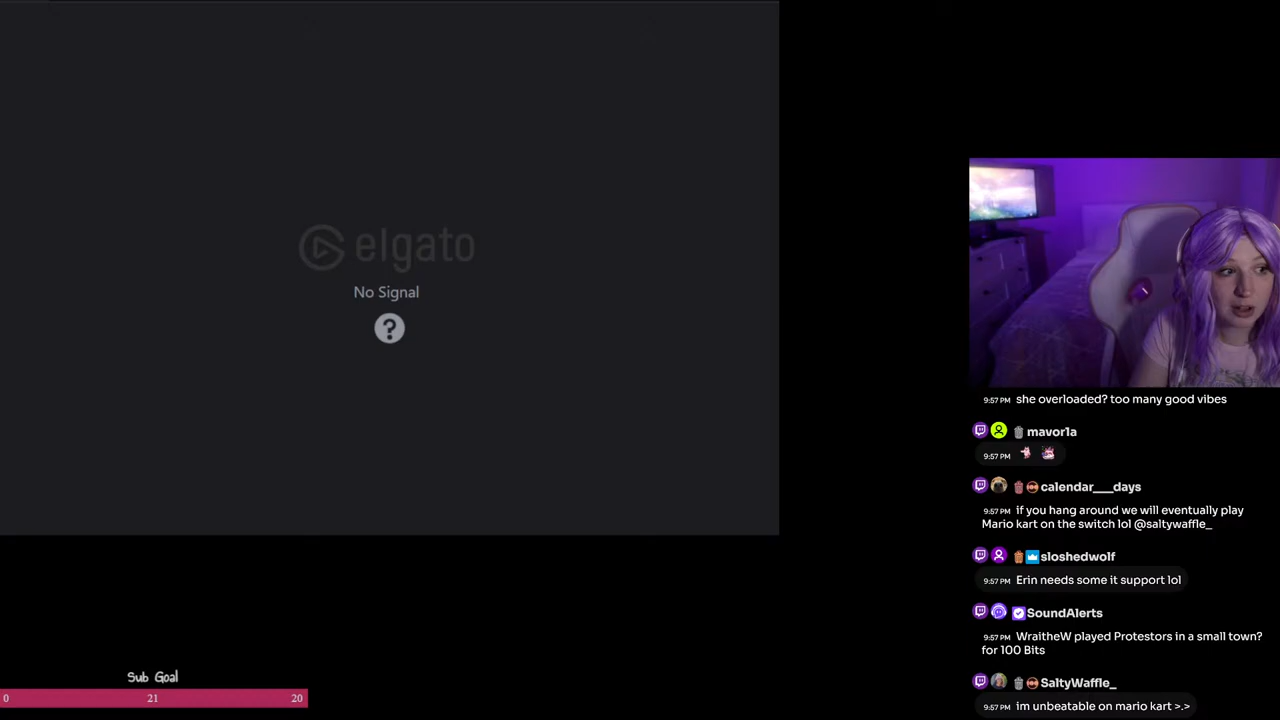 elgato
No Signal
?
9:57 PM she overloaded? too many good vibes
mavor1a
9:57 PM
calendar___days
9:57 PM if you hang around we will eventually play
Mario kart on the switch lol @saltywaffle_
sloshedwolf
9:57 PM Erin needs some it support lol
SoundAlerts
9:57 PM WraitheW played Protestors in a small town?
for 100 Bits
SaltyWaffle_
9:57 PM im unbeatable on mario kart >.>
Sub Goal
0 21 20